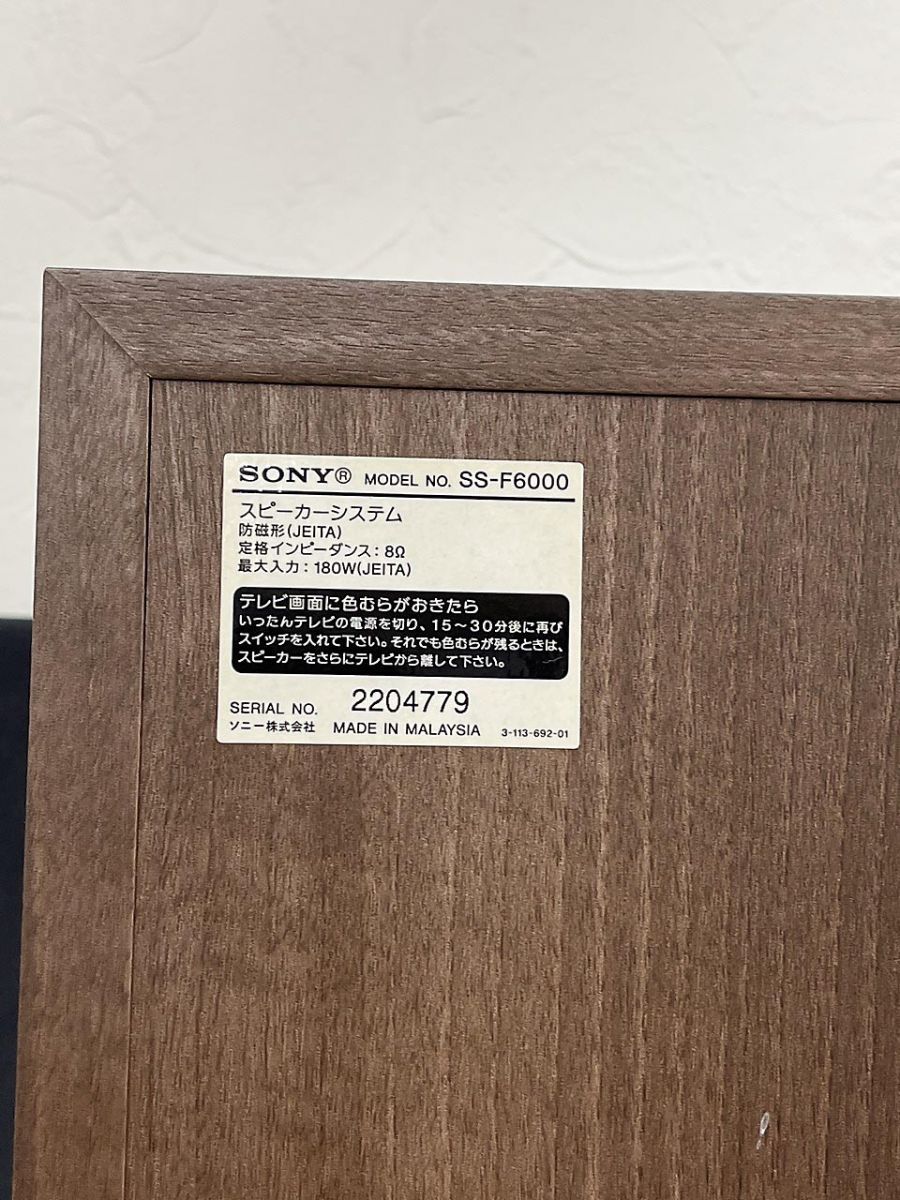 SONY® MODEL NO. SS-F6000
スピーカーシステム
防磁形(JEITA)
定格インピーダンス：8Ω
最大入力：180W(JEITA)
テレビ画面に色むらがおきたら
いったんテレビの電源を切り、15～30分後に再び
スイッチを入れて下さい。それでも色むらが残るときは、
スピーカーをさらにテレビから離して下さい。
SERIAL NO. 2204779
ソニー株式会社 MADE IN MALAYSIA 3-113-692-01